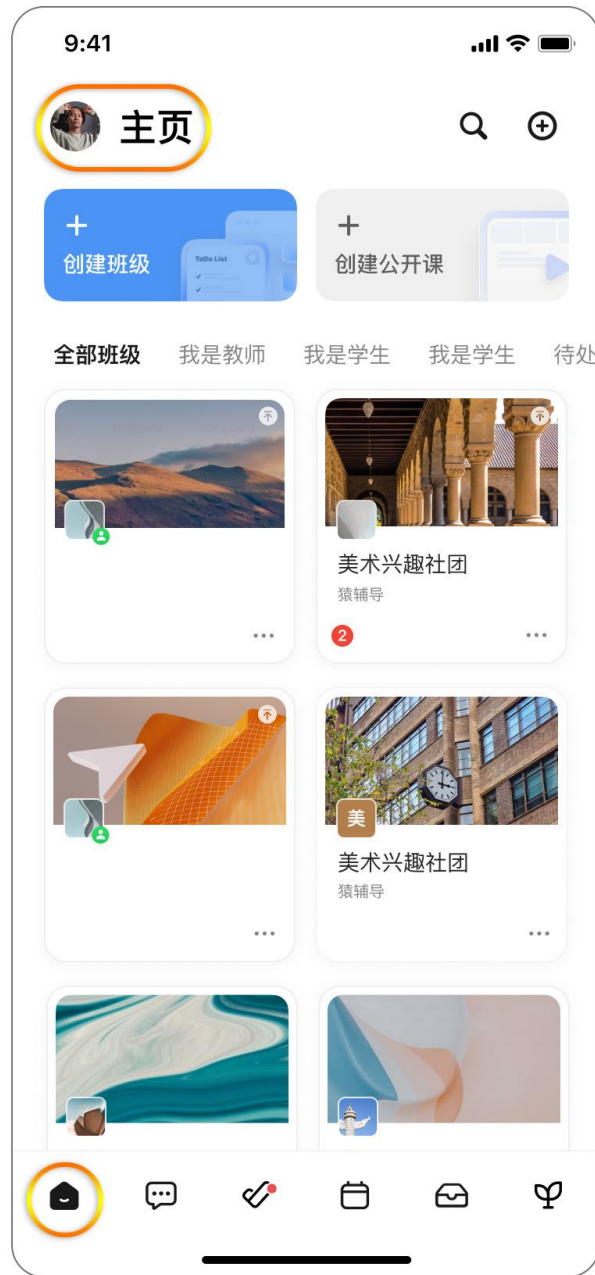 9:41
主页
创建班级
ToDo List
创建公开课
全部班级 我是教师 我是学生 我是学生 待处
美术兴趣社团
猿辅导
2
美
美术兴趣社团
猿辅导